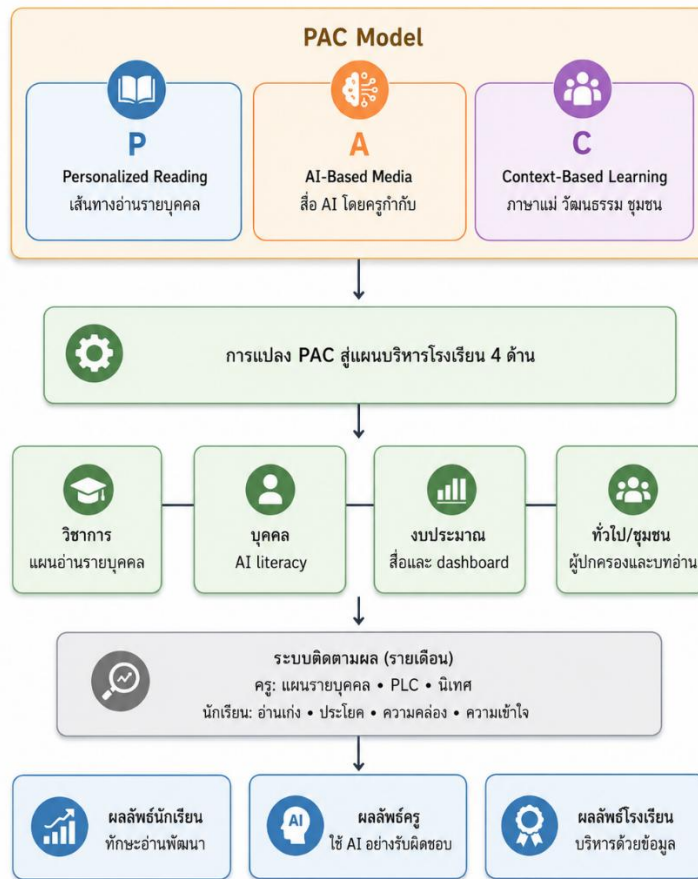 PAC Model
P
Personalized Reading
เส้นทางอ่านรายบุคคล
A
AI-Based Media
สื่อ AI โดยครูกำกับ
C
Context-Based Learning
ภาษาแม่ วัฒนธรรม ชุมชน
การแปลง PAC สู่แผนบริหารโรงเรียน 4 ด้าน
วิชาการ
แผนอ่านรายบุคคล
บุคคล
AI literacy
งบประมาณ
สื่อและ dashboard
ทั่วไป/ชุมชน
ผู้ปกครองและบทอ่าน
ระบบติดตามผล (รายเดือน)
ครู: แผนรายบุคคล • PLC • นิเทศ
นักเรียน: อ่านเก่ง • ประโยค • ความคล่อง • ความเข้าใจ
ผลลัพธ์นักเรียน
ทักษะอ่านพัฒนา
AI
ผลลัพธ์ครู
ใช้ AI อย่างรับผิดชอบ
ผลลัพธ์โรงเรียน
บริหารด้วยข้อมูล